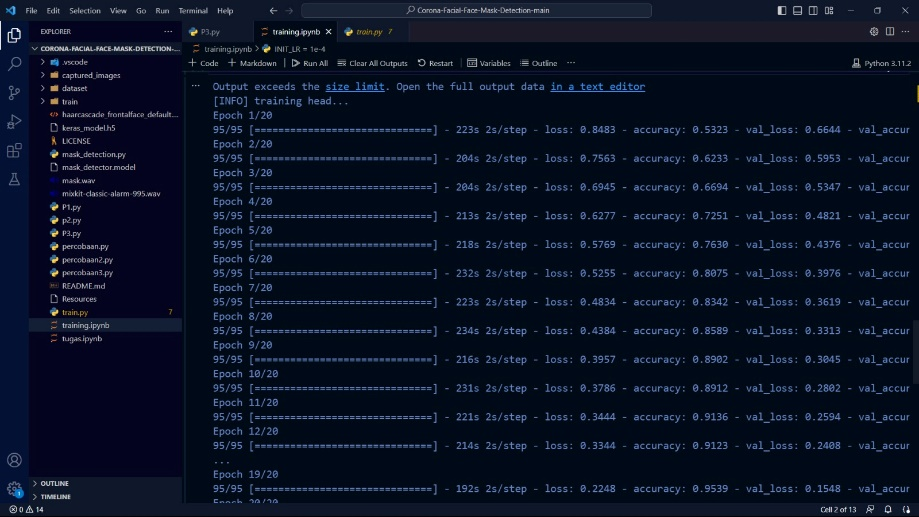 File Edit Selection View Go Run Terminal Help
Corona-Facial-Face-Mask-Detection-main
EXPLORER
P3.py
training.ipynb
train.py 7
training.ipynb > INIT_LR = 1e-4
Code
Markdown
Run All
Clear All Outputs
Restart
Variables
Outline
Python 3.11.2
CORONA-FACIAL-FACE-MASK-DETECTION-...
.vscode
captured_images
dataset
train
haarcascade_frontalface_default...
keras_model.h5
LICENSE
mask_detection.py
mask_detector.model
mask.wav
mixkit-classic-alarm-995.wav
P1.py
p2.py
P3.py
percobaan.py
percobaan2.py
percobaan3.py
README.md
Resources
train.py 7
training.ipynb
tugas.ipynb
OUTLINE
TIMELINE
Output exceeds the size limit. Open the full output data in a text editor
[INFO] training head...
Epoch 1/20
95/95 [==============================] - 223s 2s/step - loss: 0.8483 - accuracy: 0.5323 - val_loss: 0.6644 - val_accur
Epoch 2/20
95/95 [==============================] - 204s 2s/step - loss: 0.7563 - accuracy: 0.6233 - val_loss: 0.5953 - val_accur
Epoch 3/20
95/95 [==============================] - 204s 2s/step - loss: 0.6945 - accuracy: 0.6694 - val_loss: 0.5347 - val_accur
Epoch 4/20
95/95 [==============================] - 213s 2s/step - loss: 0.6277 - accuracy: 0.7251 - val_loss: 0.4821 - val_accur
Epoch 5/20
95/95 [==============================] - 218s 2s/step - loss: 0.5769 - accuracy: 0.7630 - val_loss: 0.4376 - val_accur
Epoch 6/20
95/95 [==============================] - 232s 2s/step - loss: 0.5255 - accuracy: 0.8075 - val_loss: 0.3976 - val_accur
Epoch 7/20
95/95 [==============================] - 223s 2s/step - loss: 0.4834 - accuracy: 0.8342 - val_loss: 0.3619 - val_accur
Epoch 8/20
95/95 [==============================] - 234s 2s/step - loss: 0.4384 - accuracy: 0.8589 - val_loss: 0.3313 - val_accur
Epoch 9/20
95/95 [==============================] - 216s 2s/step - loss: 0.3957 - accuracy: 0.8902 - val_loss: 0.3045 - val_accur
Epoch 10/20
95/95 [==============================] - 231s 2s/step - loss: 0.3786 - accuracy: 0.8912 - val_loss: 0.2802 - val_accur
Epoch 11/20
95/95 [==============================] - 221s 2s/step - loss: 0.3444 - accuracy: 0.9136 - val_loss: 0.2594 - val_accur
Epoch 12/20
95/95 [==============================] - 214s 2s/step - loss: 0.3344 - accuracy: 0.9123 - val_loss: 0.2408 - val_accur
...
Epoch 19/20
95/95 [==============================] - 192s 2s/step - loss: 0.2248 - accuracy: 0.9539 - val_loss: 0.1548 - val_accur
Epoch 20/20
0 14
Cell 2 of 13
1